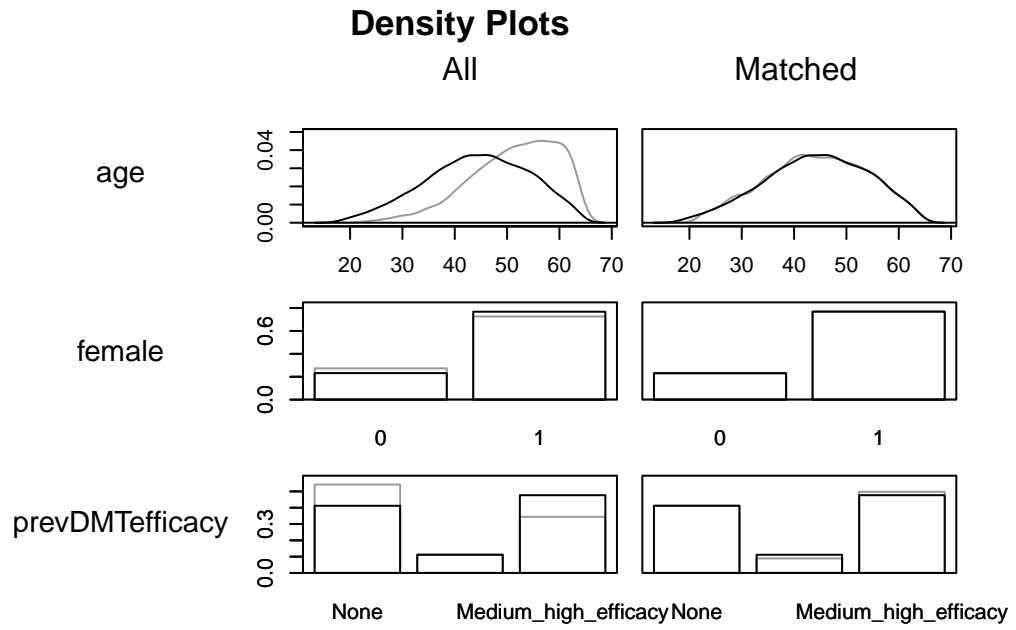 Density Plots
All Matched
age
0.00 0.04
20 30 40 50 60 70 20 30 40 50 60 70
female
0.0 0.6
0 1 0 1
prevDMTefficacy
0.0 0.3
None Medium_high_efficacy None Medium_high_efficacy